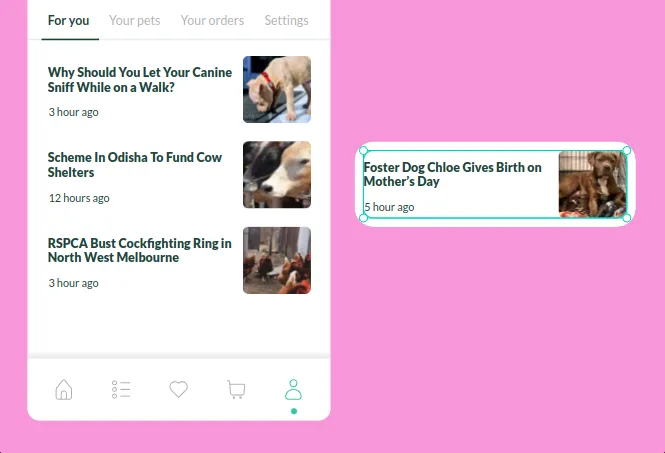 For you Your pets Your orders Settings
Why Should You Let Your Canine
Sniff While on a Walk?
3 hour ago
Scheme In Odisha To Fund Cow
Shelters
12 hours ago
RSPCA Bust Cockfighting Ring in
North West Melbourne
3 hour ago
Foster Dog Chloe Gives Birth on
Mother's Day
5 hour ago